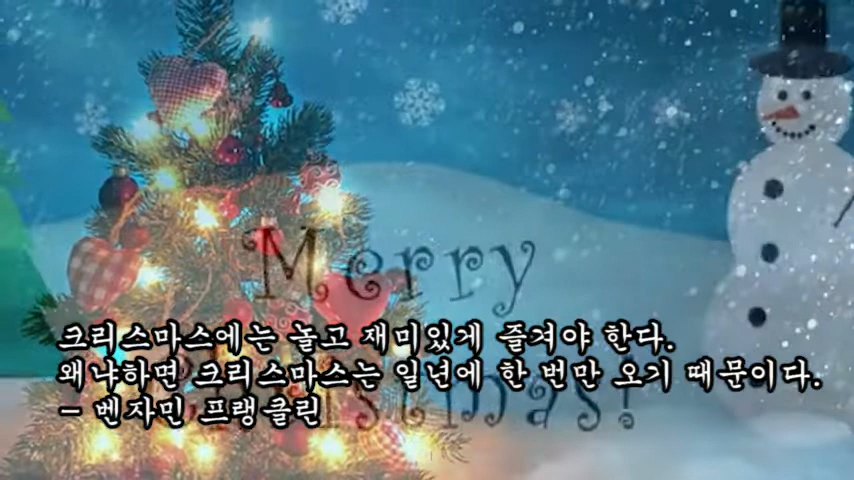 Merry
Christmas!
크리스마스에는 놀고 재미있게 즐겨야 한다.
왜냐하면 크리스마스는 일년에 한 번만 오기 때문이다.
- 벤자민 프랭클린